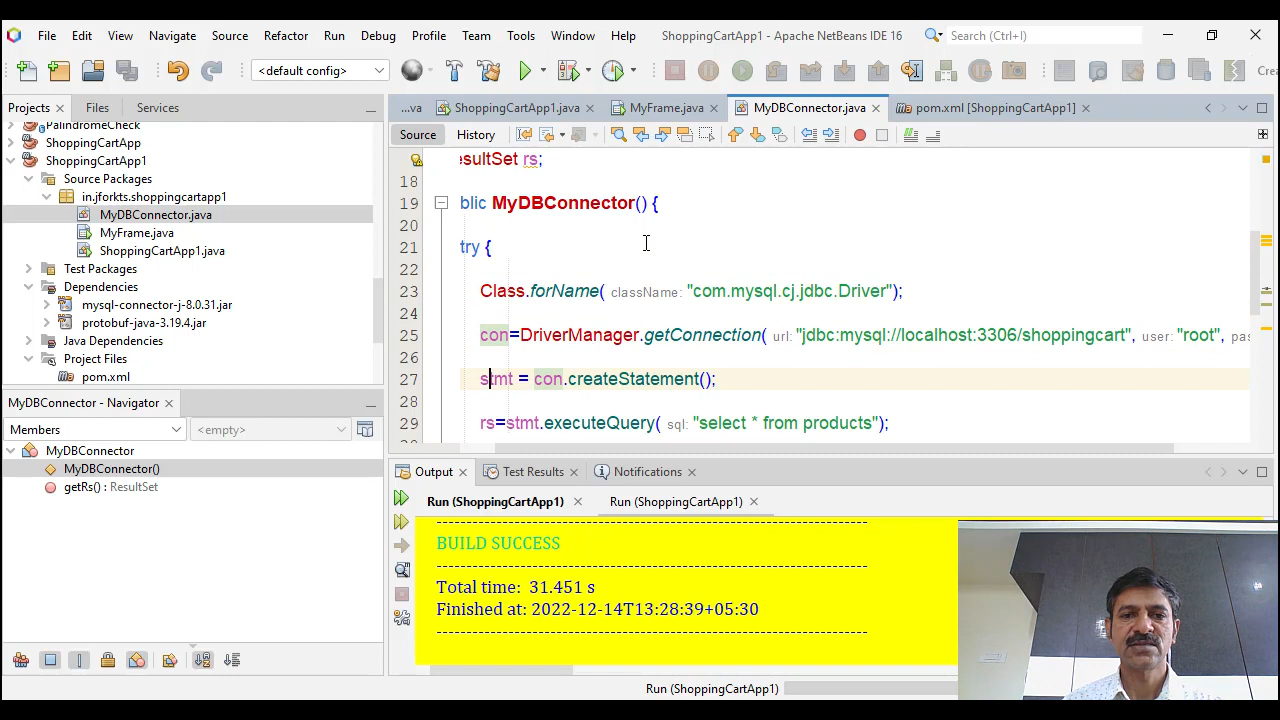 File Edit View Navigate Source Refactor Run Debug Profile Team Tools Window Help ShoppingCartApp1 - Apache NetBeans IDE 16 Search (Ctrl+I)
<default config>
Projects Files Services
PalindromeCheck
ShoppingCartApp
ShoppingCartApp1
Source Packages
in.jforkts.shoppingcartapp1
MyDBConnector.java
MyFrame.java
ShoppingCartApp1.java
Test Packages
Dependencies
mysql-connector-j-8.0.31.jar
protobuf-java-3.19.4.jar
Java Dependencies
Project Files
pom.xml
MyDBConnector - Navigator
Members <empty>
MyDBConnector
MyDBConnector()
getRs() : ResultSet
...va ShoppingCartApp1.java MyFrame.java MyDBConnector.java pom.xml [ShoppingCartApp1]
Source History
esultSet rs;
18
19 blic MyDBConnector() {
20
21 try {
22
23 Class.forName( className: "com.mysql.cj.jdbc.Driver");
24
25 con=DriverManager.getConnection( url: "jdbc:mysql://localhost:3306/shoppingcart", user: "root", pas
26
27 stmt = con.createStatement();
28
29 rs=stmt.executeQuery( sql: "select * from products");
Output Test Results Notifications
Run (ShoppingCartApp1) Run (ShoppingCartApp1)
------------------------------------------------------------------------
BUILD SUCCESS
------------------------------------------------------------------------
Total time: 31.451 s
Finished at: 2022-12-14T13:28:39+05:30
------------------------------------------------------------------------
Run (ShoppingCartApp1)